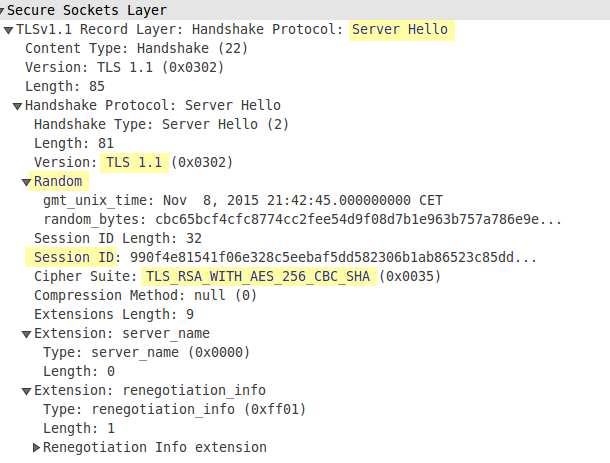 Secure Sockets Layer
TLSv1.1 Record Layer: Handshake Protocol: Server Hello
Content Type: Handshake (22)
Version: TLS 1.1 (0x0302)
Length: 85
Handshake Protocol: Server Hello
Handshake Type: Server Hello (2)
Length: 81
Version: TLS 1.1 (0x0302)
Random
gmt_unix_time: Nov  8, 2015 21:42:45.000000000 CET
random_bytes: cbc65bcf4cfc8774cc2fee54d9f08d7b1e963b757a786e9e...
Session ID Length: 32
Session ID: 990f4e81541f06e328c5eebaf5dd582306b1ab86523c85dd...
Cipher Suite: TLS_RSA_WITH_AES_256_CBC_SHA (0x0035)
Compression Method: null (0)
Extensions Length: 9
Extension: server_name
Type: server_name (0x0000)
Length: 0
Extension: renegotiation_info
Type: renegotiation_info (0xff01)
Length: 1
Renegotiation Info extension